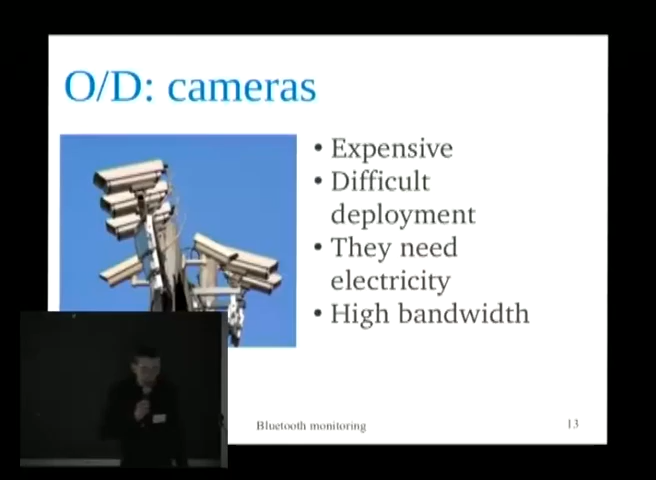 O/D: cameras
• Expensive
• Difficult
deployment
• They need
electricity
• High bandwidth
Bluetooth monitoring
13